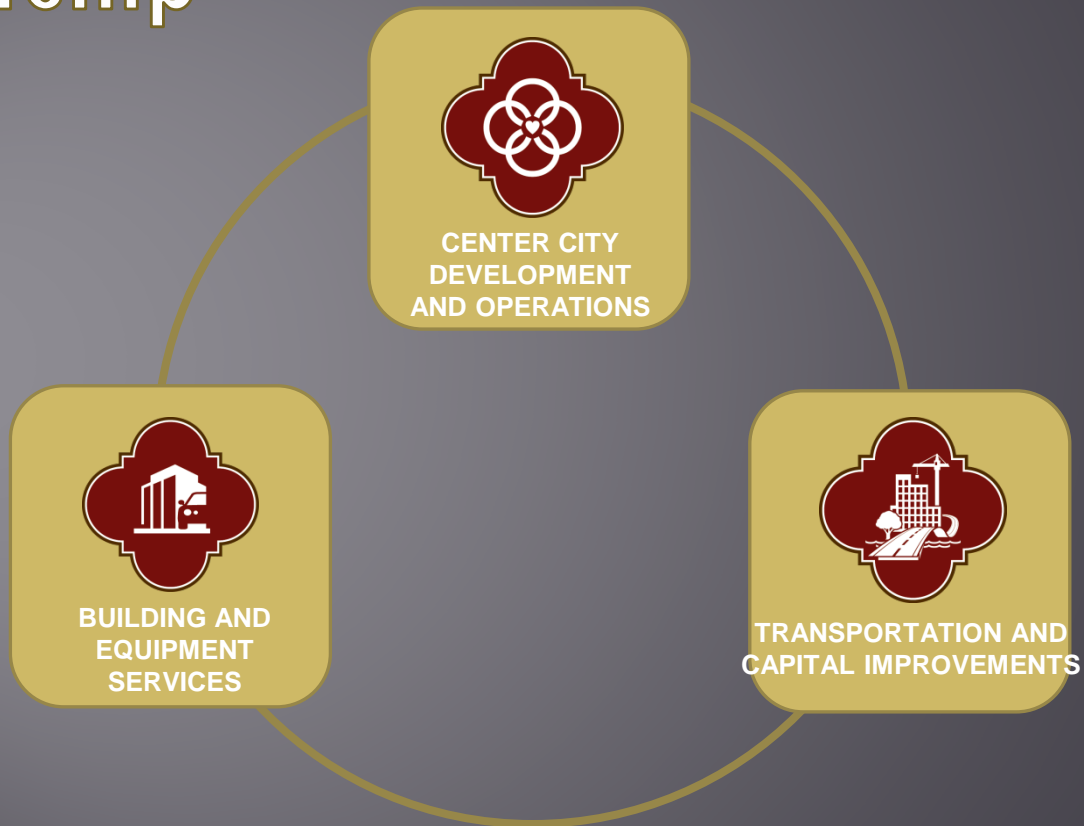 CENTER CITY
DEVELOPMENT
AND OPERATIONS
BUILDING AND
EQUIPMENT
SERVICES
TRANSPORTATION AND
CAPITAL IMPROVEMENTS